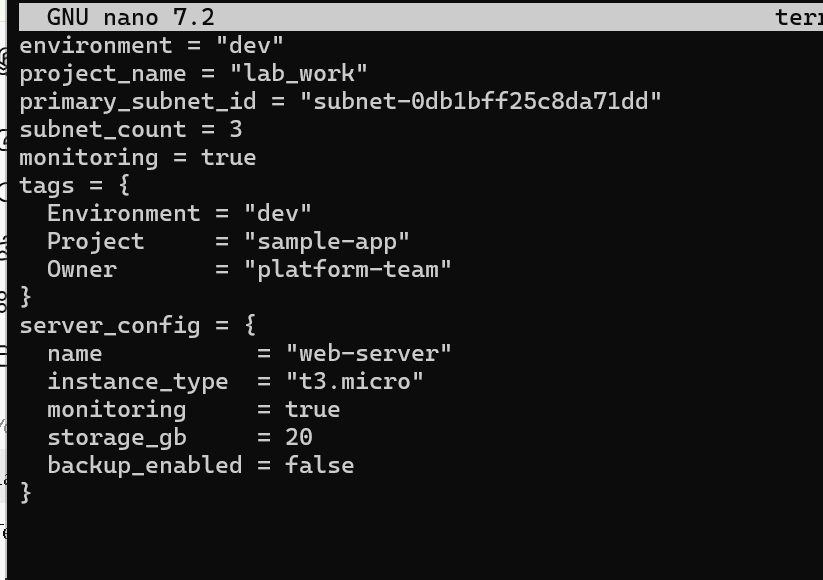 GNU nano 7.2
environment = "dev"
project_name = "lab_work"
primary_subnet_id = "subnet-0db1bff25c8da71dd"
subnet_count = 3
monitoring = true
tags = {
  Environment = "dev"
  Project     = "sample-app"
  Owner       = "platform-team"
}
server_config = {
  name           = "web-server"
  instance_type  = "t3.micro"
  monitoring     = true
  storage_gb     = 20
  backup_enabled = false
}